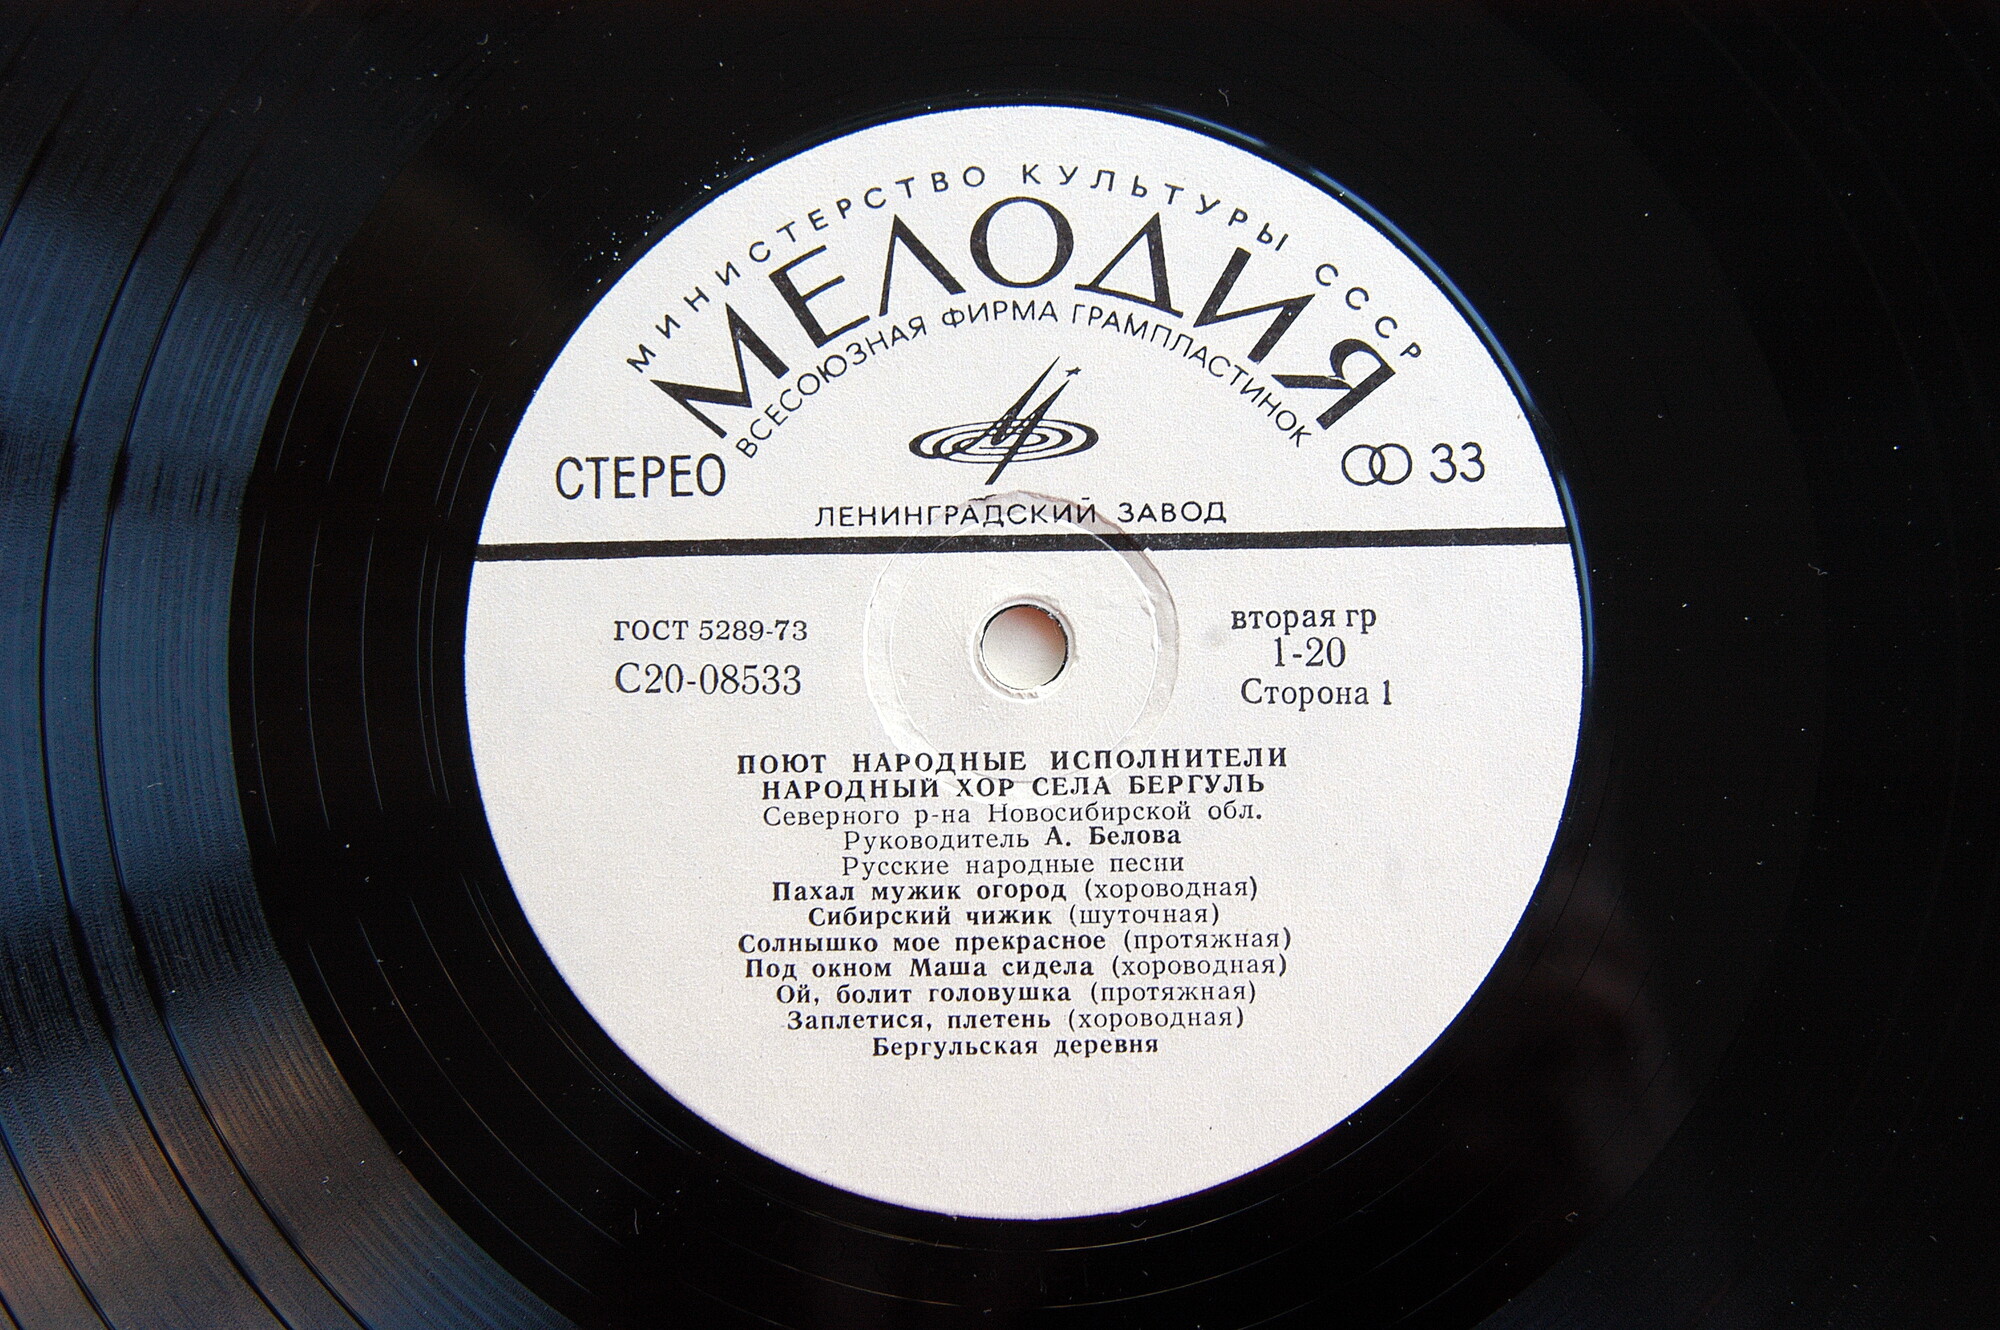 МИНИСТЕРСТВО КУЛЬТУРЫ СССР
МЕЛОДИЯ
ВСЕСОЮЗНАЯ ФИРМА ГРАМПЛАСТИНОК
СТЕРЕО
33
ЛЕНИНГРАДСКИЙ ЗАВОД
ГОСТ 5289-73
С20-08533
вторая гр
1-20
Сторона 1
ПОЮТ НАРОДНЫЕ ИСПОЛНИТЕЛИ
НАРОДНЫЙ ХОР СЕЛА БЕРГУЛЬ
Северного р-на Новосибирской обл.
Руководитель А. Белова
Русские народные песни
Пахал мужик огород (хороводная)
Сибирский чижик (шуточная)
Солнышко мое прекрасное (протяжная)
Под окном Маша сидела (хороводная)
Ой, болит головушка (протяжная)
Заплетися, плетень (хороводная)
Бергульская деревня